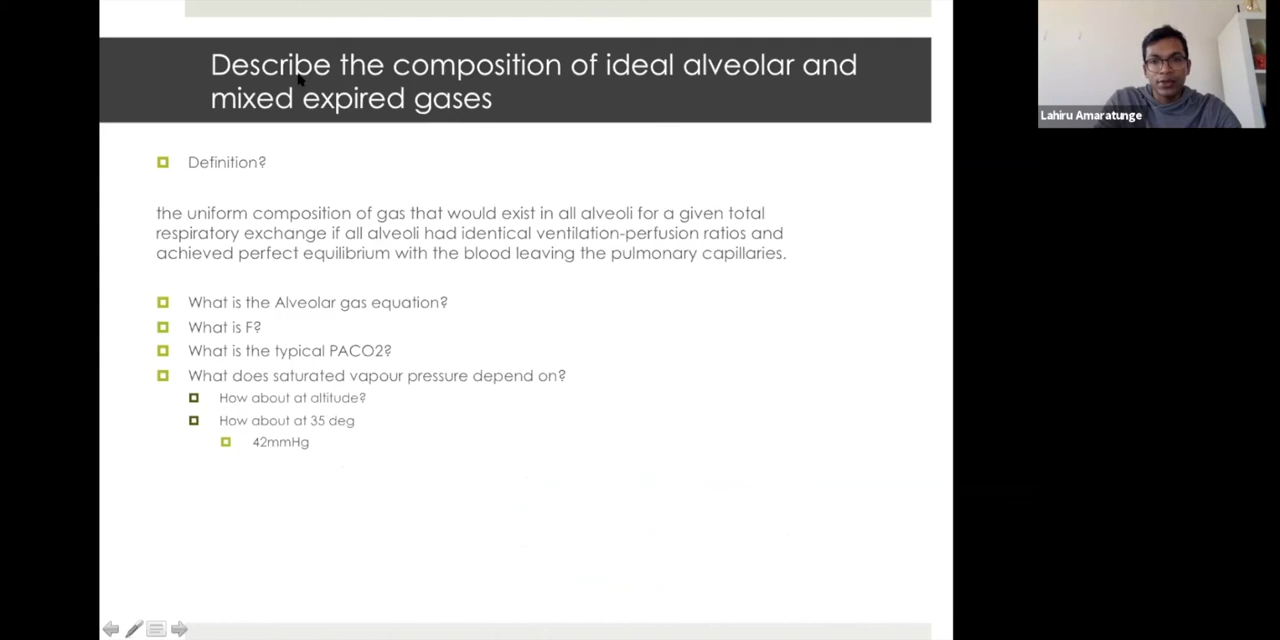 Describe the composition of ideal alveolar and
mixed expired gases
Definition?
the uniform composition of gas that would exist in all alveoli for a given total
respiratory exchange if all alveoli had identical ventilation-perfusion ratios and
achieved perfect equilibrium with the blood leaving the pulmonary capillaries.
What is the Alveolar gas equation?
What is F?
What is the typical PACO2?
What does saturated vapour pressure depend on?
How about at altitude?
How about at 35 deg
42mmHg
Lahiru Amaratunge